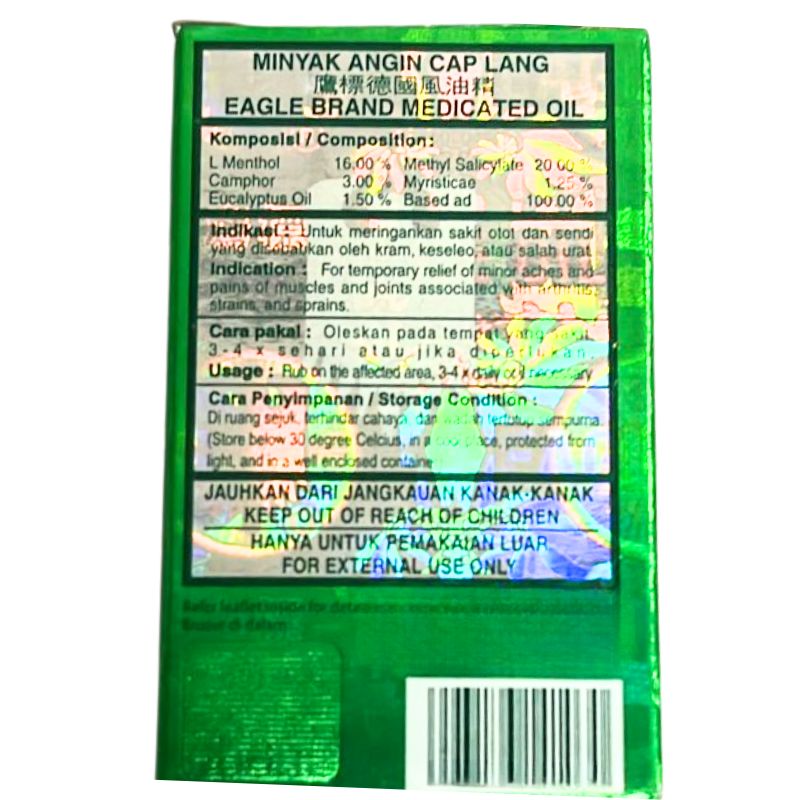 MINYAK ANGIN CAP LANG
鷹標德國風油精
EAGLE BRAND MEDICATED OIL
Komposisi / Composition:
L Menthol 16.00 % Methyl Salicylate 20.00 %
Camphor 3.00 % Myristicae 1.25 %
Eucalyptus Oil 1.50 % Based ad 100.00 %
Indikasi : Untuk meringankan sakit otot dan sendi
yang disebabkan oleh kram, keseleo, atau salah urat
Indication : For temporary relief of minor aches and
pains of muscles and joints associated with arthritis,
strains, and sprains.
Cara pakai : Oleskan pada tempat yang sakit
3-4 x sehari atau jika diperlukan.
Usage : Rub on the affected area, 3-4 x daily or if necessary
Cara Penyimpanan / Storage Condition :
Di ruang sejuk, terhindar cahaya, dan wadah tertutup sempurna.
(Store below 30 degree Celcius, in a cool place, protected from
light, and in a well enclosed containe
JAUHKAN DARI JANGKAUAN KANAK-KANAK
KEEP OUT OF REACH OF CHILDREN
HANYA UNTUK PEMAKAIAN LUAR
FOR EXTERNAL USE ONLY
Refer leaflet inside for